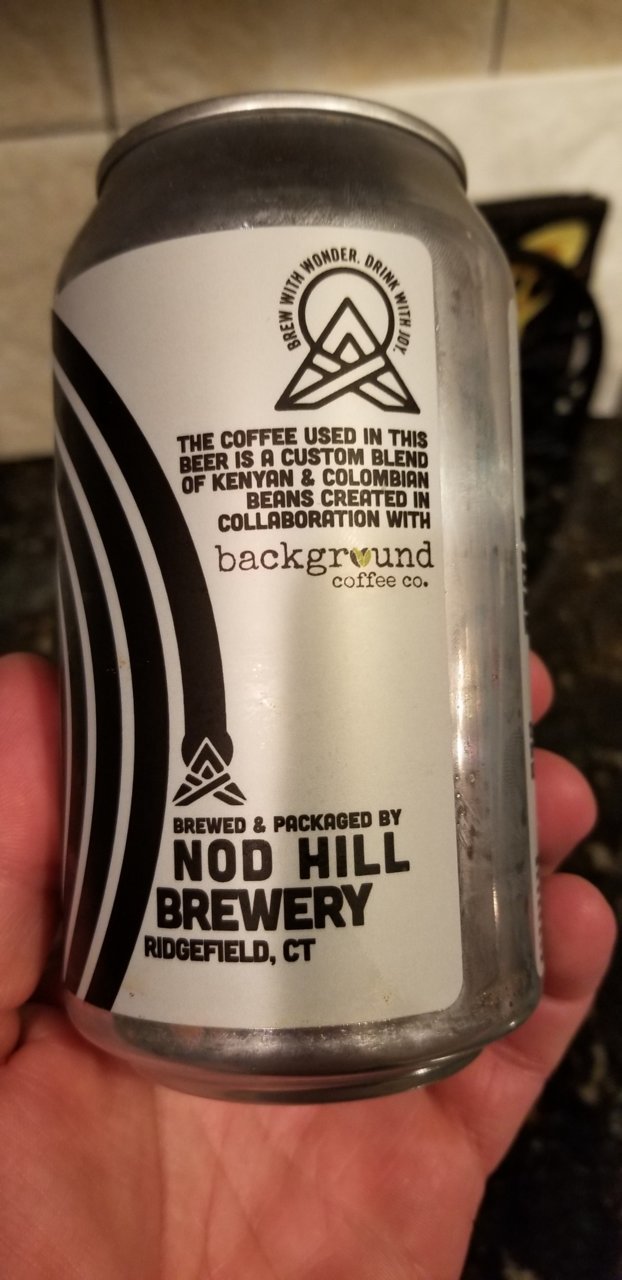 BREW WITH WONDER. DRINK WITH JOY.
THE COFFEE USED IN THIS
BEER IS A CUSTOM BLEND
OF KENYAN & COLOMBIAN
BEANS CREATED IN
COLLABORATION WITH
background
coffee co.
BREWED & PACKAGED BY
NOD HILL
BREWERY
RIDGEFIELD, CT